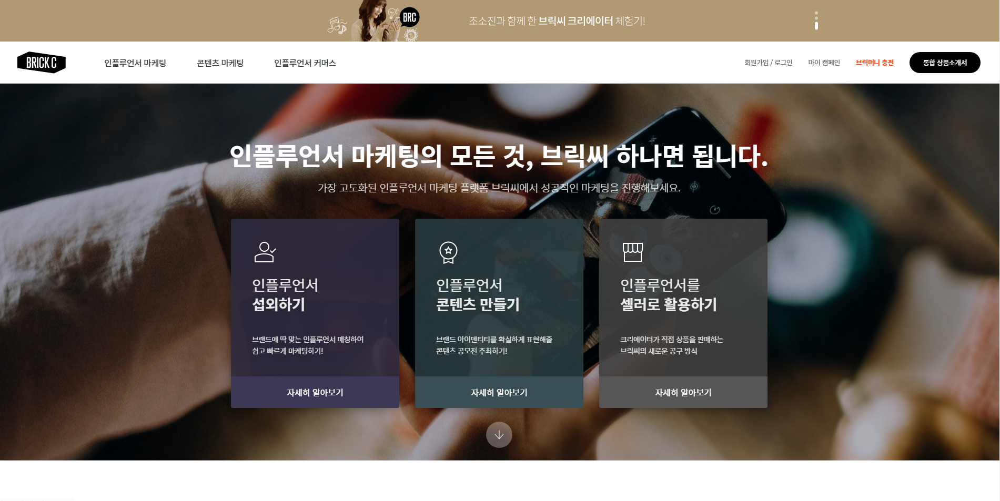 BRC
조소진과 함께 한 브릭씨 크리에이터 체험기!
BRICK C
인플루언서 마케팅
콘텐츠 마케팅
인플루언서 커머스
회원가입 / 로그인
마이 캠페인
브릭머니 충전
통합 상품소개서
인플루언서 마케팅의 모든 것, 브릭씨 하나면 됩니다.
가장 고도화된 인플루언서 마케팅 플랫폼 브릭씨에서 성공적인 마케팅을 진행해보세요.
인플루언서
섭외하기
브랜드에 딱 맞는 인플루언서 매칭하여
쉽고 빠르게 마케팅하기!
자세히 알아보기
인플루언서
콘텐츠 만들기
브랜드 아이덴티티를 확실하게 표현해줄
콘텐츠 공모전 주최하기!
자세히 알아보기
인플루언서를
셀러로 활용하기
크리에이터가 직접 상품을 판매하는
브릭씨의 새로운 공구 방식
자세히 알아보기